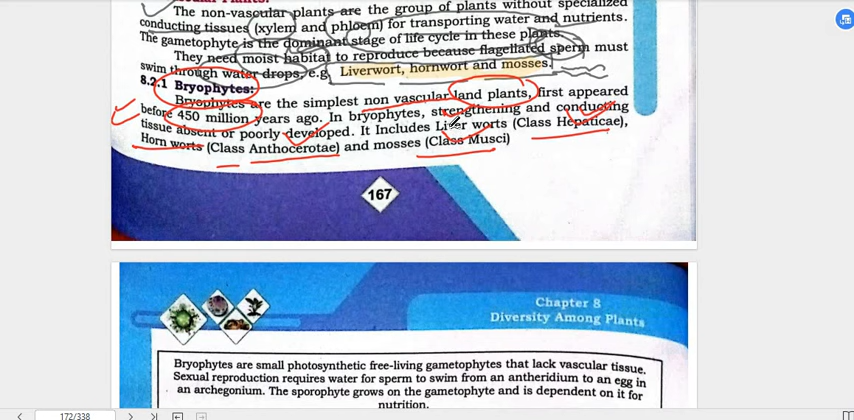 The non-vascular plants are the group of plants without specialized
conducting tissues (xylem and phloem) for transporting water and nutrients.
The gametophyte is the dominant stage of life cycle in these plants.
They need moist habitat to reproduce because flagellated sperm must
swim through water drops, e.g. Liverwort, hornwort and mosses.
8.2.1 Bryophytes:
Bryophytes are the simplest non vascular land plants, first appeared
before 450 million years ago. In bryophytes, strengthening and conducting
tissue absent or poorly developed. It Includes Liver worts (Class Hepaticae),
Horn worts (Class Anthocerotae) and mosses (Class Musci)
167
Chapter 8
Diversity Among Plants
Bryophytes are small photosynthetic free-living gametophytes that lack vascular tissue.
Sexual reproduction requires water for sperm to swim from an antheridium to an egg in
an archegonium. The sporophyte grows on the gametophyte and is dependent on it for
nutrition.
172/338